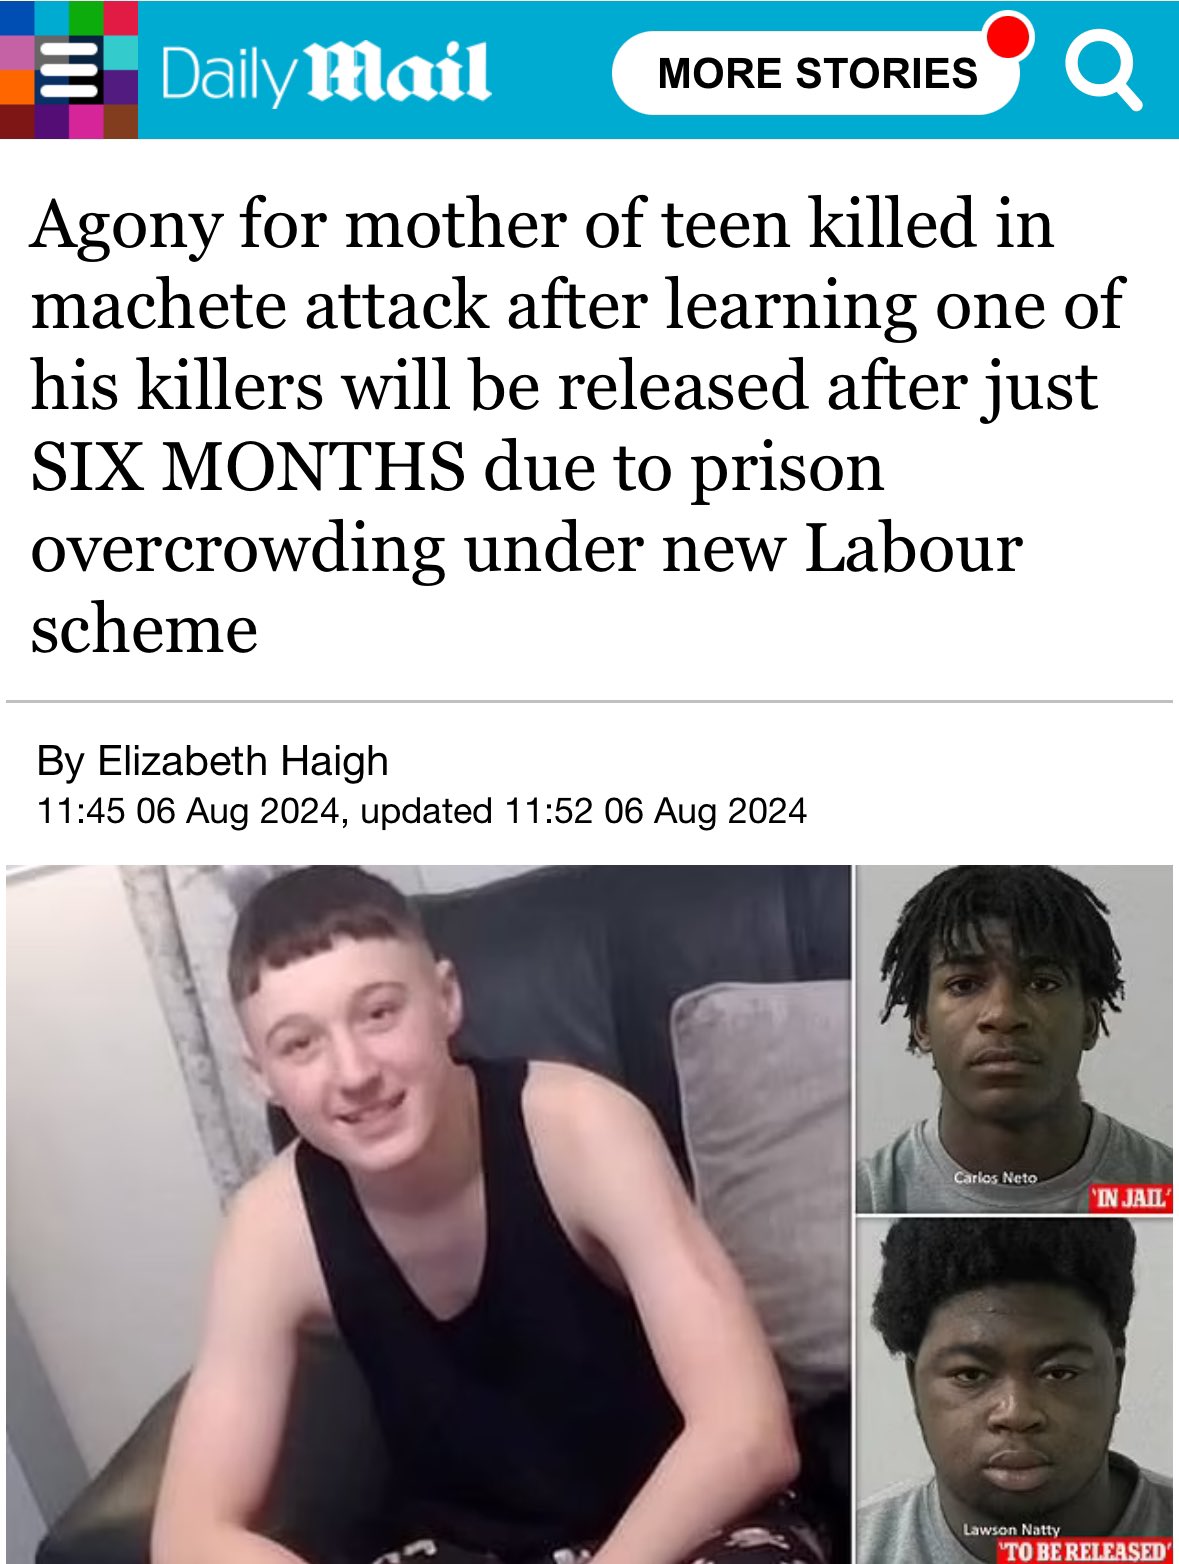 Daily Mail
MORE STORIES
Agony for mother of teen killed in
machete attack after learning one of
his killers will be released after just
SIX MONTHS due to prison
overcrowding under new Labour
scheme
By Elizabeth Haigh
11:45 06 Aug 2024, updated 11:52 06 Aug 2024
Carlos Neto
'IN JAIL'
Lawson Natty
'TO BE RELEASED'